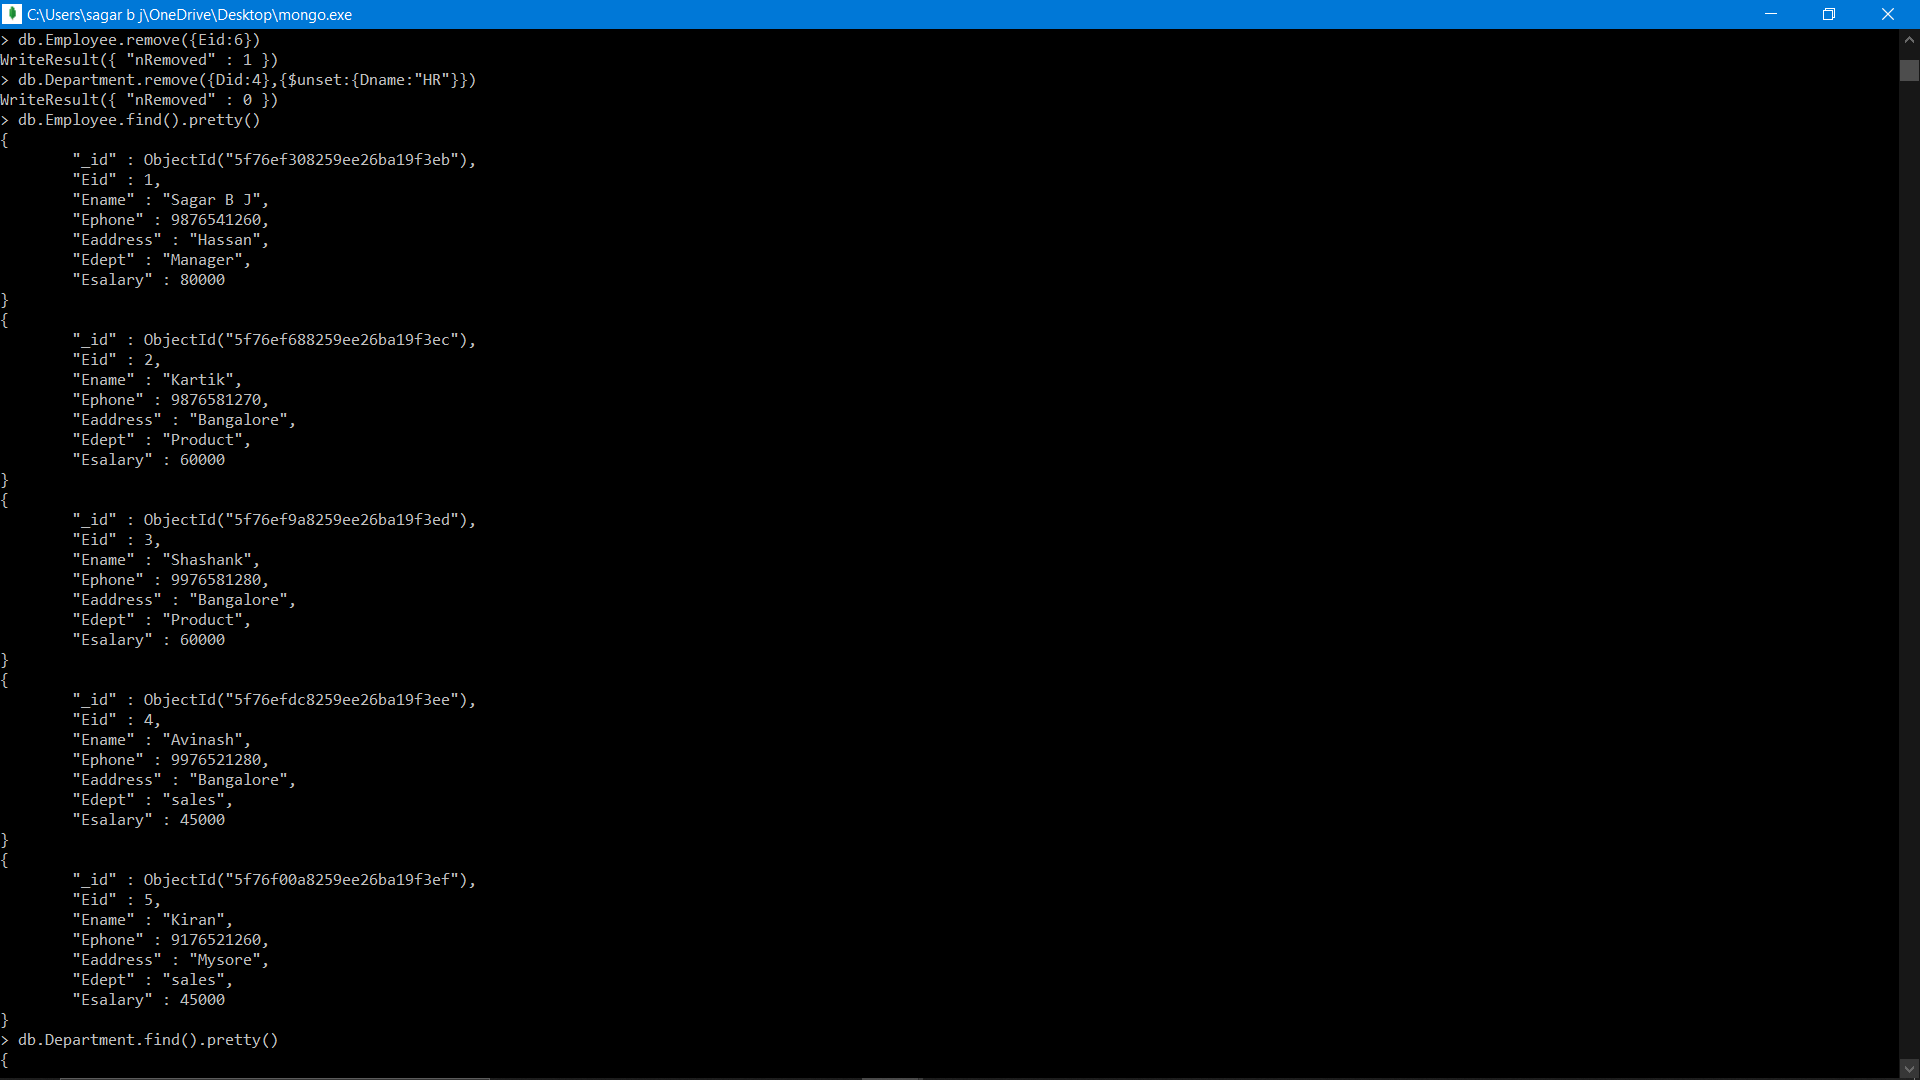 C:\Users\sagar b j\OneDrive\Desktop\mongo.exe
> db.Employee.remove({Eid:6})
WriteResult({ "nRemoved" : 1 })
> db.Department.remove({Did:4},{$unset:{Dname:"HR"}})
WriteResult({ "nRemoved" : 0 })
> db.Employee.find().pretty()
{
        "_id" : ObjectId("5f76ef308259ee26ba19f3eb"),
        "Eid" : 1,
        "Ename" : "Sagar B J",
        "Ephone" : 9876541260,
        "Eaddress" : "Hassan",
        "Edept" : "Manager",
        "Esalary" : 80000
}
{
        "_id" : ObjectId("5f76ef688259ee26ba19f3ec"),
        "Eid" : 2,
        "Ename" : "Kartik",
        "Ephone" : 9876581270,
        "Eaddress" : "Bangalore",
        "Edept" : "Product",
        "Esalary" : 60000
}
{
        "_id" : ObjectId("5f76ef9a8259ee26ba19f3ed"),
        "Eid" : 3,
        "Ename" : "Shashank",
        "Ephone" : 9976581280,
        "Eaddress" : "Bangalore",
        "Edept" : "Product",
        "Esalary" : 60000
}
{
        "_id" : ObjectId("5f76efdc8259ee26ba19f3ee"),
        "Eid" : 4,
        "Ename" : "Avinash",
        "Ephone" : 9976521280,
        "Eaddress" : "Bangalore",
        "Edept" : "sales",
        "Esalary" : 45000
}
{
        "_id" : ObjectId("5f76f00a8259ee26ba19f3ef"),
        "Eid" : 5,
        "Ename" : "Kiran",
        "Ephone" : 9176521260,
        "Eaddress" : "Mysore",
        "Edept" : "sales",
        "Esalary" : 45000
}
> db.Department.find().pretty()
{